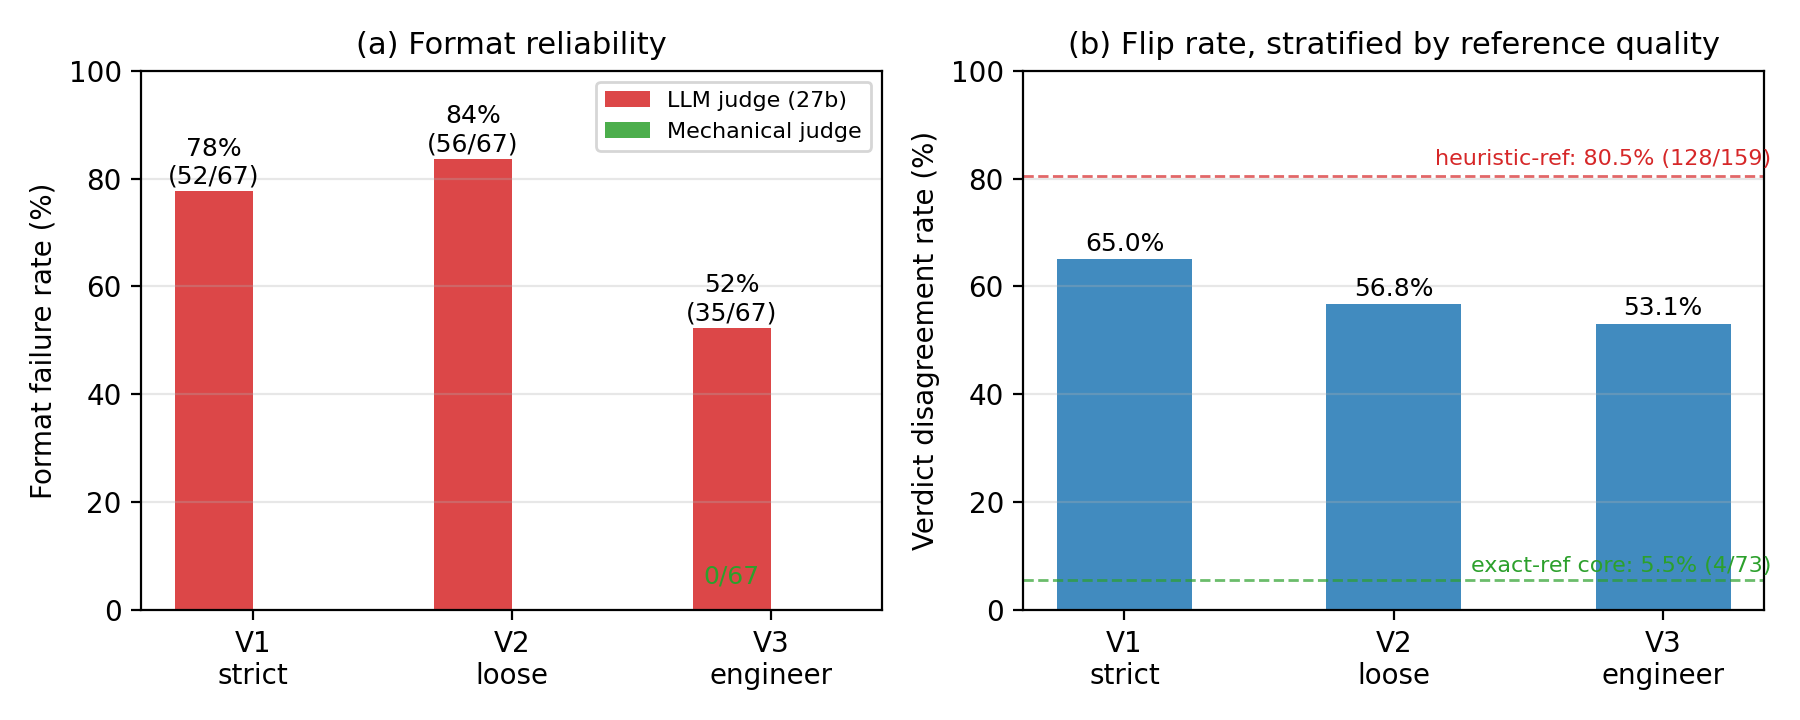 (a) Format reliability
Format failure rate (%)
100
80
60
40
20
0
LLM judge (27b)
Mechanical judge
78%
(52/67)
84%
(56/67)
52%
(35/67)
0/67
V1
strict
V2
loose
V3
engineer
(b) Flip rate, stratified by reference quality
Verdict disagreement rate (%)
100
80
60
40
20
0
heuristic-ref: 80.5% (128/159)
65.0%
56.8%
53.1%
exact-ref core: 5.5% (4/73)
V1
strict
V2
loose
V3
engineer